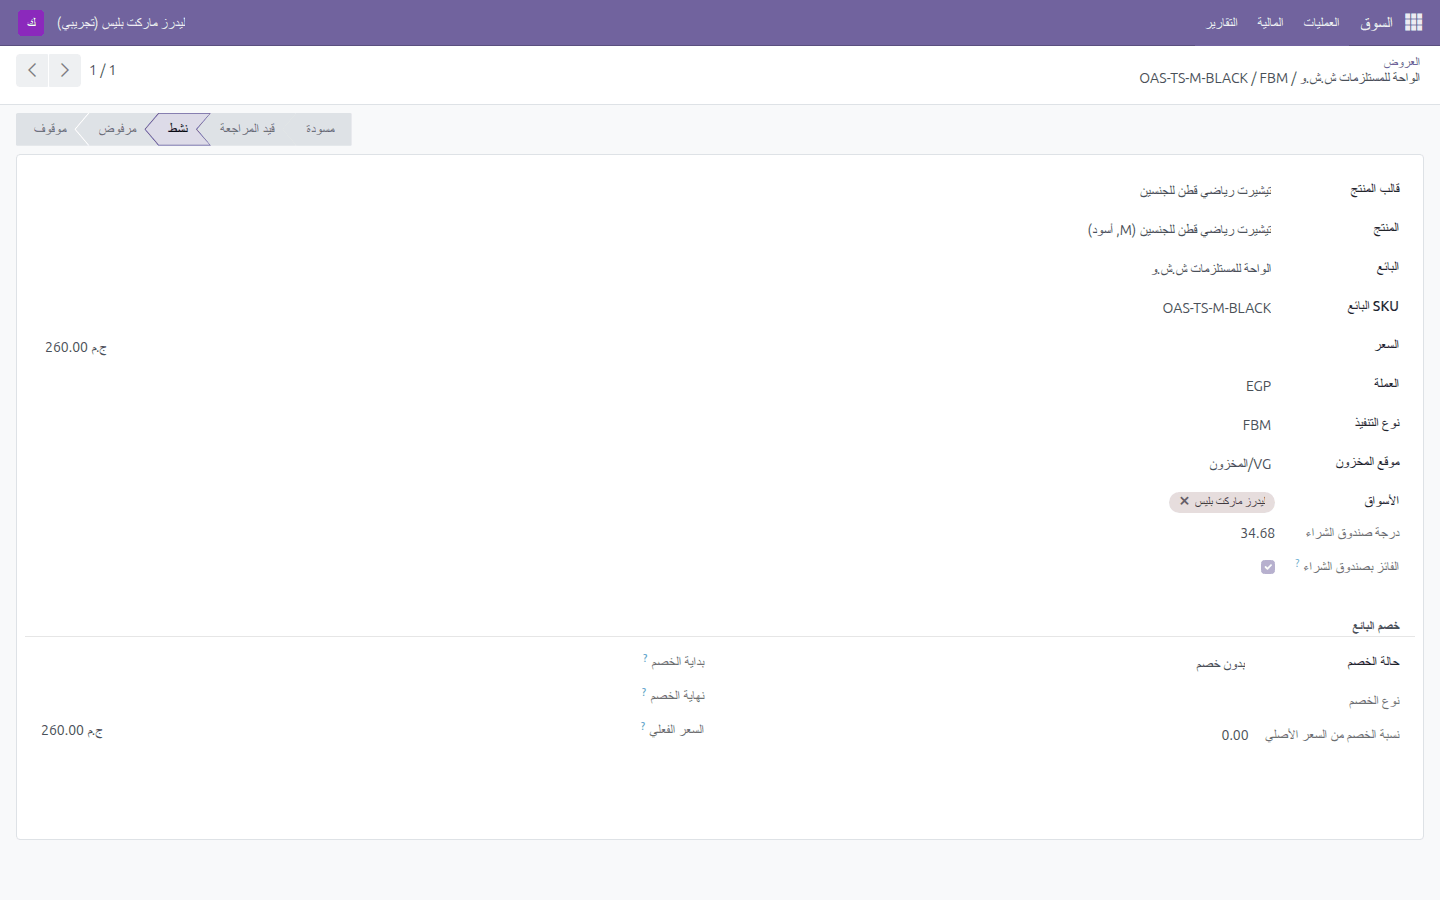 السوق العمليات المالية التقارير ليدرز ماركت بليس (تجريبي) ك
العروض
الواحة للمستلزمات ش.ش.و / OAS-TS-M-BLACK / FBM
1 / 1
مسودة قيد المراجعة نشط مرفوض موقوف
قالب المنتج تيشيرت رياضي قطن للجنسين
المنتج تيشيرت رياضي قطن للجنسين (M, أسود)
البائع الواحة للمستلزمات ش.ش.و
SKU البائع OAS-TS-M-BLACK
السعر 260.00 ج.م
العملة EGP
نوع التنفيذ FBM
موقع المخزون VG/المخزون
الأسواق ليدرز ماركت بليس ✕
درجة صندوق الشراء 34.68
الفائز بصندوق الشراء ?
خصم البائع
حالة الخصم بدون خصم
نوع الخصم
نسبة الخصم من السعر الأصلي 0.00
بداية الخصم ?
نهاية الخصم ?
السعر الفعلي ? 260.00 ج.م